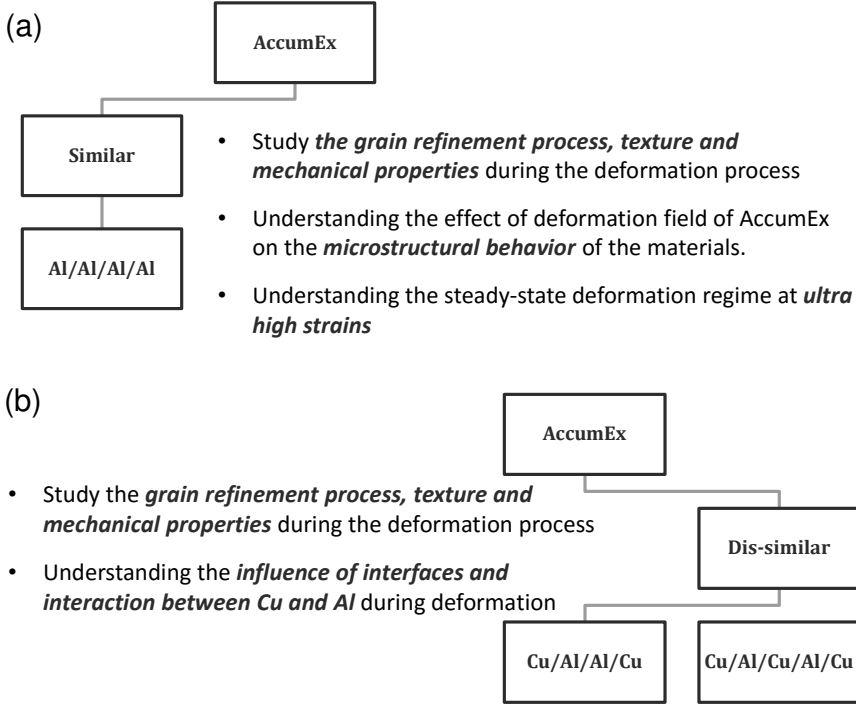 (a)
AccumEx
Similar
Al/Al/Al/Al
• Study the grain refinement process, texture and
mechanical properties during the deformation process
• Understanding the effect of deformation field of AccumEx
on the microstructural behavior of the materials.
• Understanding the steady-state deformation regime at ultra
high strains
(b)
AccumEx
• Study the grain refinement process, texture and
mechanical properties during the deformation process
• Understanding the influence of interfaces and
interaction between Cu and Al during deformation
Dis-similar
Cu/Al/Al/Cu
Cu/Al/Cu/Al/Cu